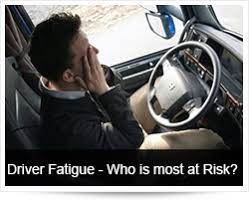 Driver Fatigue - Who is most at Risk?